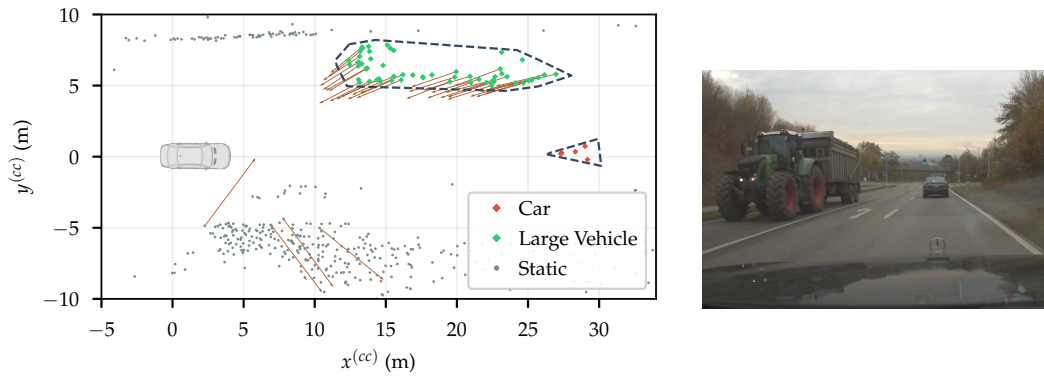 10
5
0
−5
−10
y^{(cc)} (m)
−5 0 5 10 15 20 25 30
x^{(cc)} (m)
Car
Large Vehicle
Static